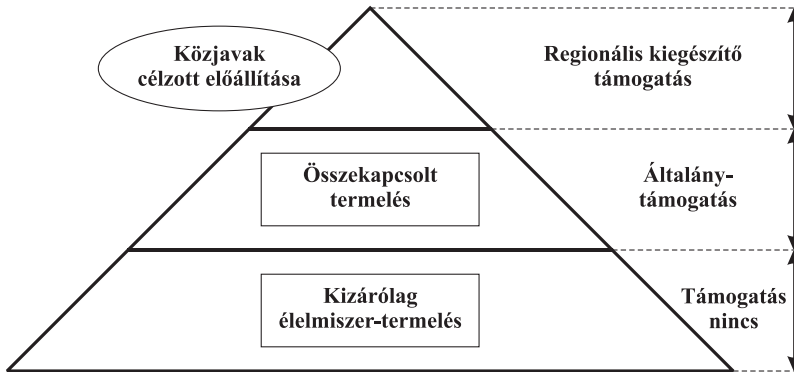 Közjavak
célzott előállítása
Regionális kiegészítő
támogatás
Összekapcsolt
termelés
Általány-
támogatás
Kizárólag
élelmiszer-termelés
Támogatás
nincs